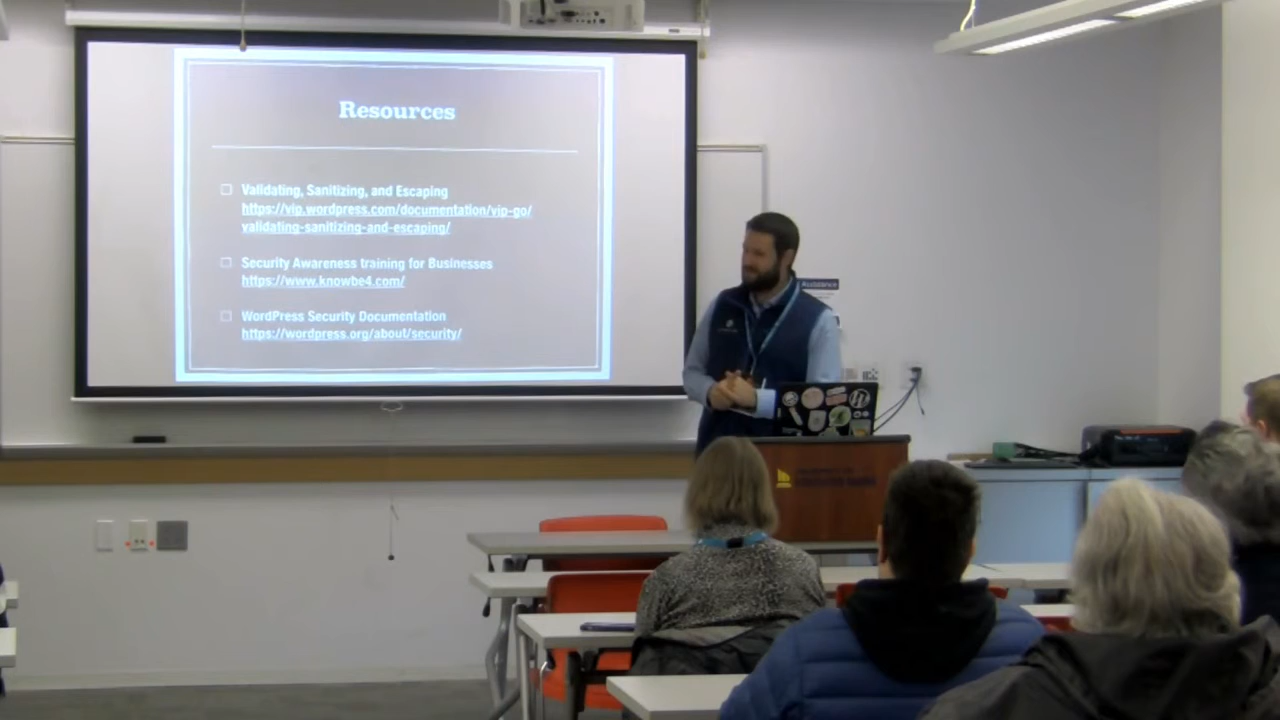 Resources
Validating, Sanitizing, and Escaping
https://vip.wordpress.com/documentation/vip-go/
validating-sanitizing-and-escaping/
Security Awareness training for Businesses
https://www.knowbe4.com/
WordPress Security Documentation
https://wordpress.org/about/security/
Assistance